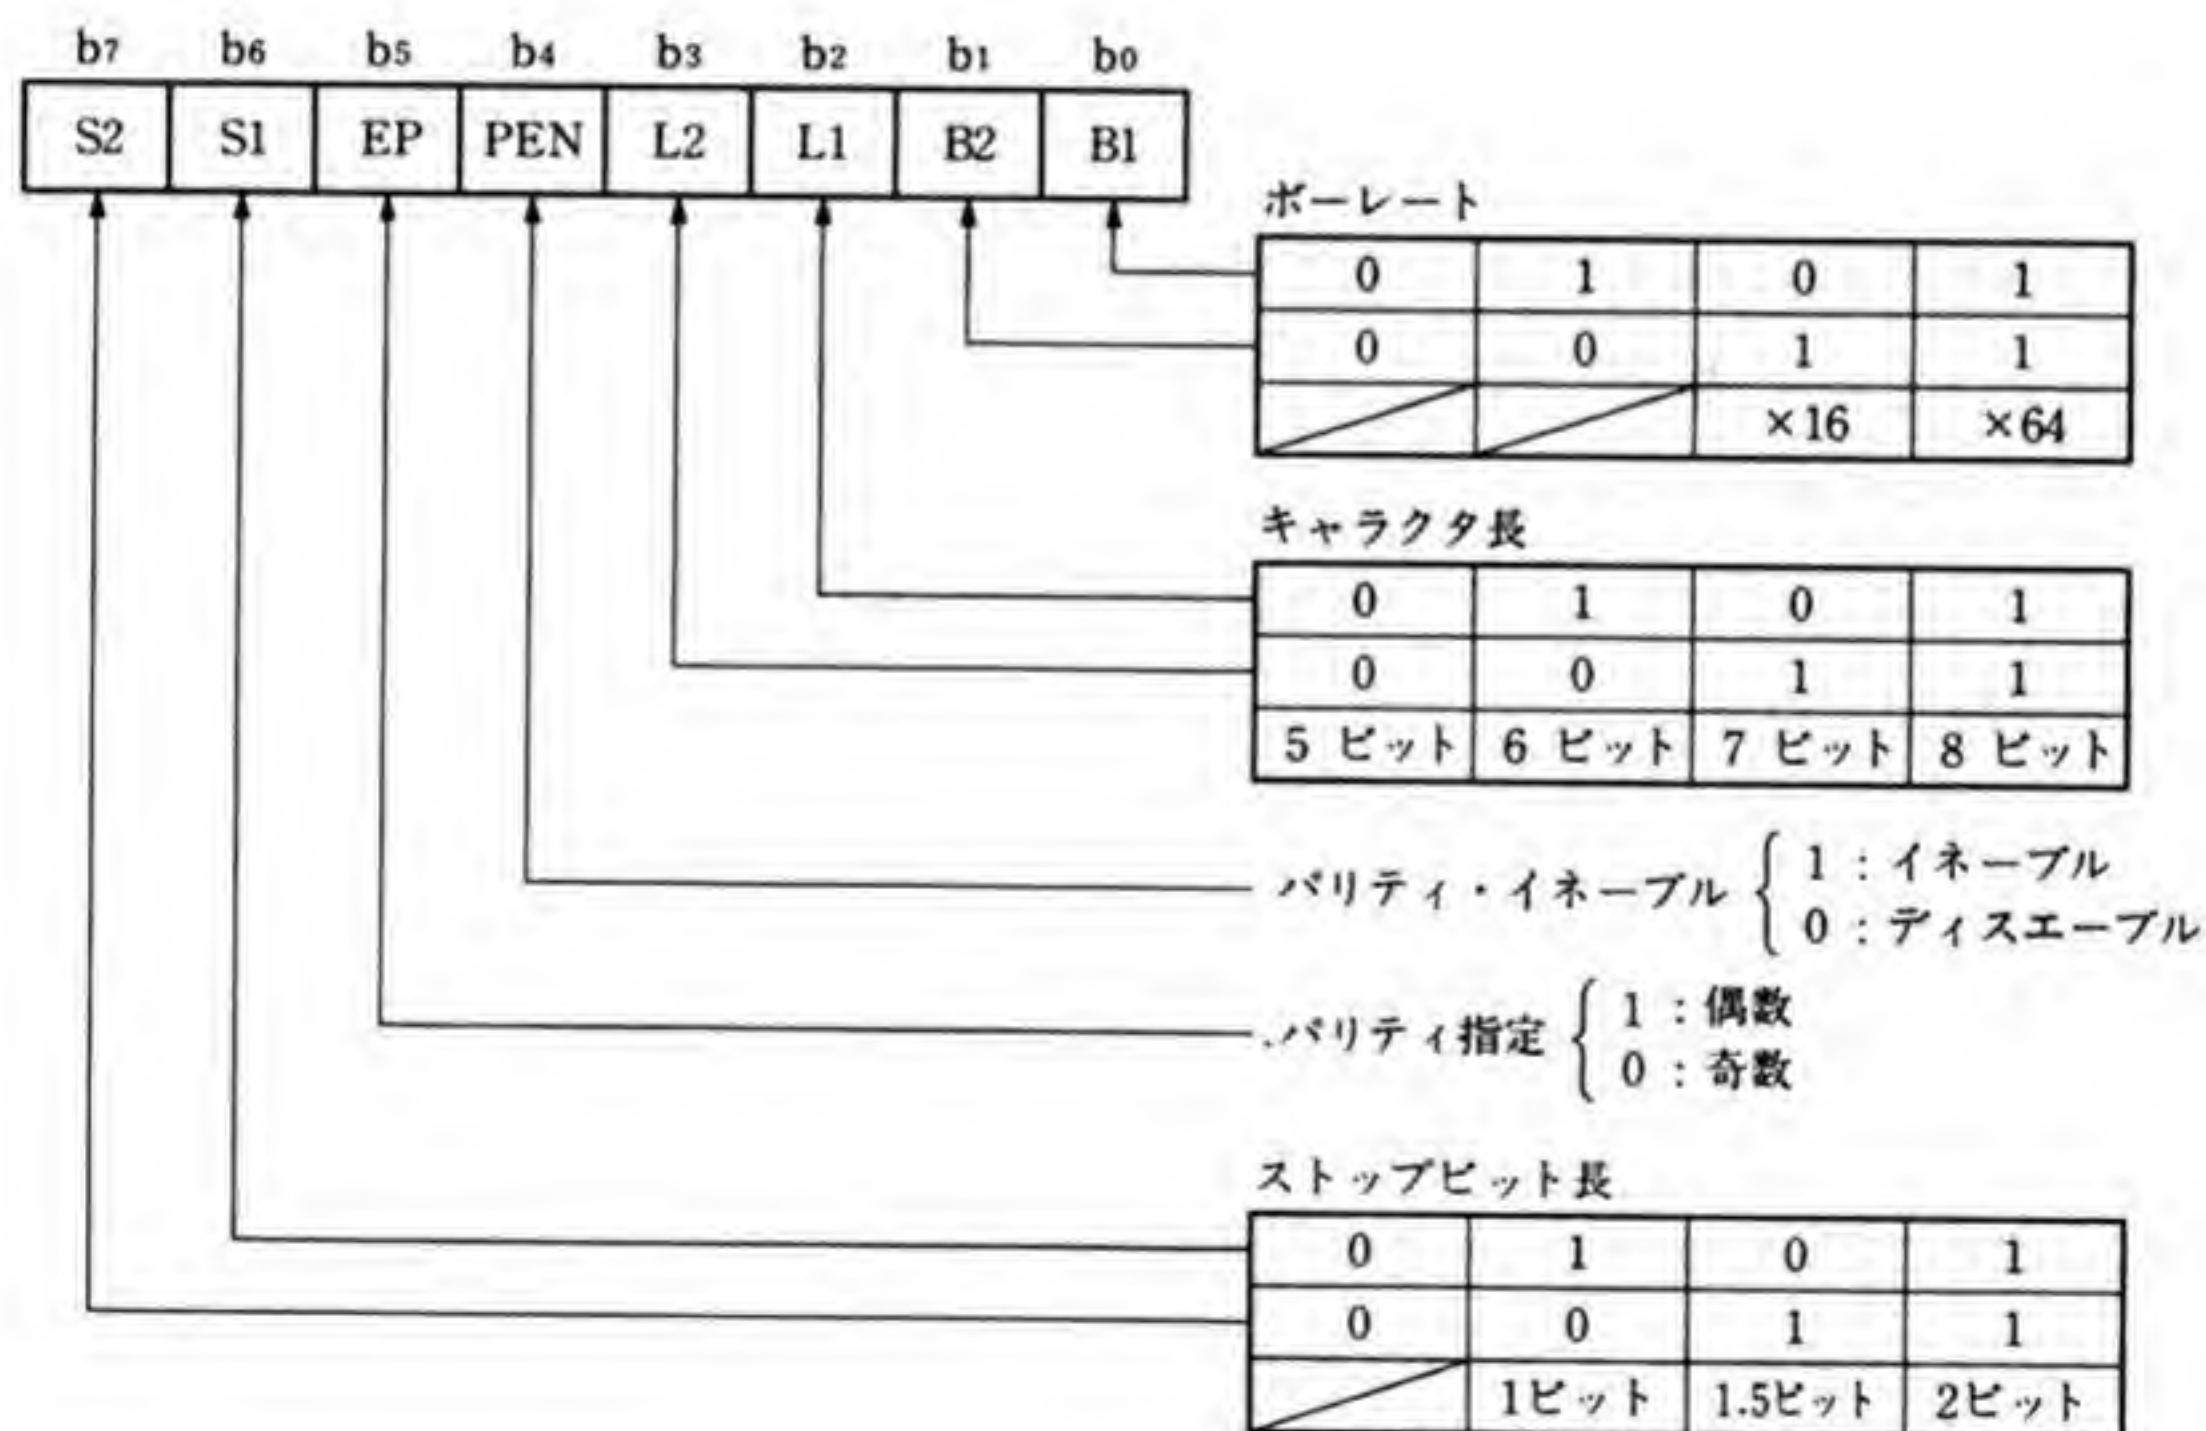 b7 b6 b5 b4 b3 b2 b1 b0
S2 S1 EP PEN L2 L1 B2 B1
ボーレート
0 1 0 1
0 0 1 1
×16 ×64
キャラクタ長
0 1 0 1
0 0 1 1
5 ビット 6 ビット 7 ビット 8 ビット
パリティ・イネーブル
1 : イネーブル
0 : ディスエーブル
パリティ指定
1 : 偶数
0 : 奇数
ストップビット長
0 1 0 1
0 0 1 1
1ビット 1.5ビット 2ビット